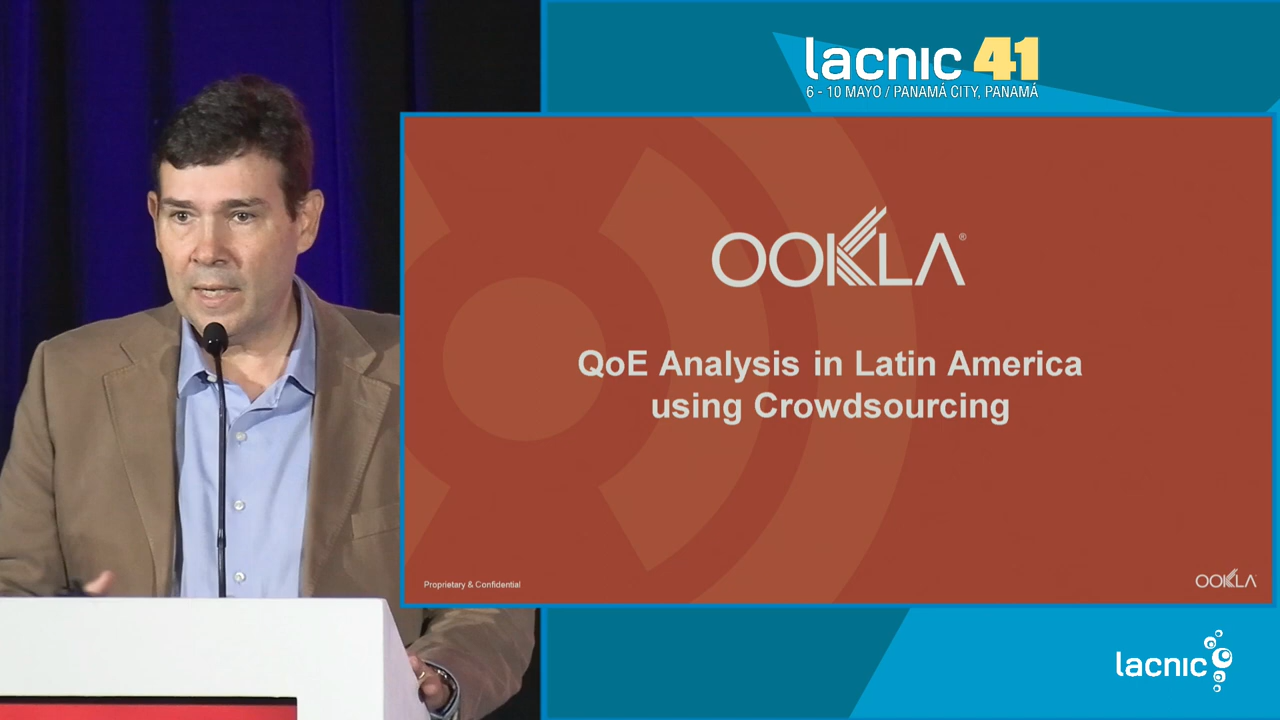 lacnic 41
6 - 10 MAYO / PANAMÁ CITY, PANAMÁ
OOKLA®
QoE Analysis in Latin America
using Crowdsourcing
Proprietary & Confidential
OOKLA
lacnic